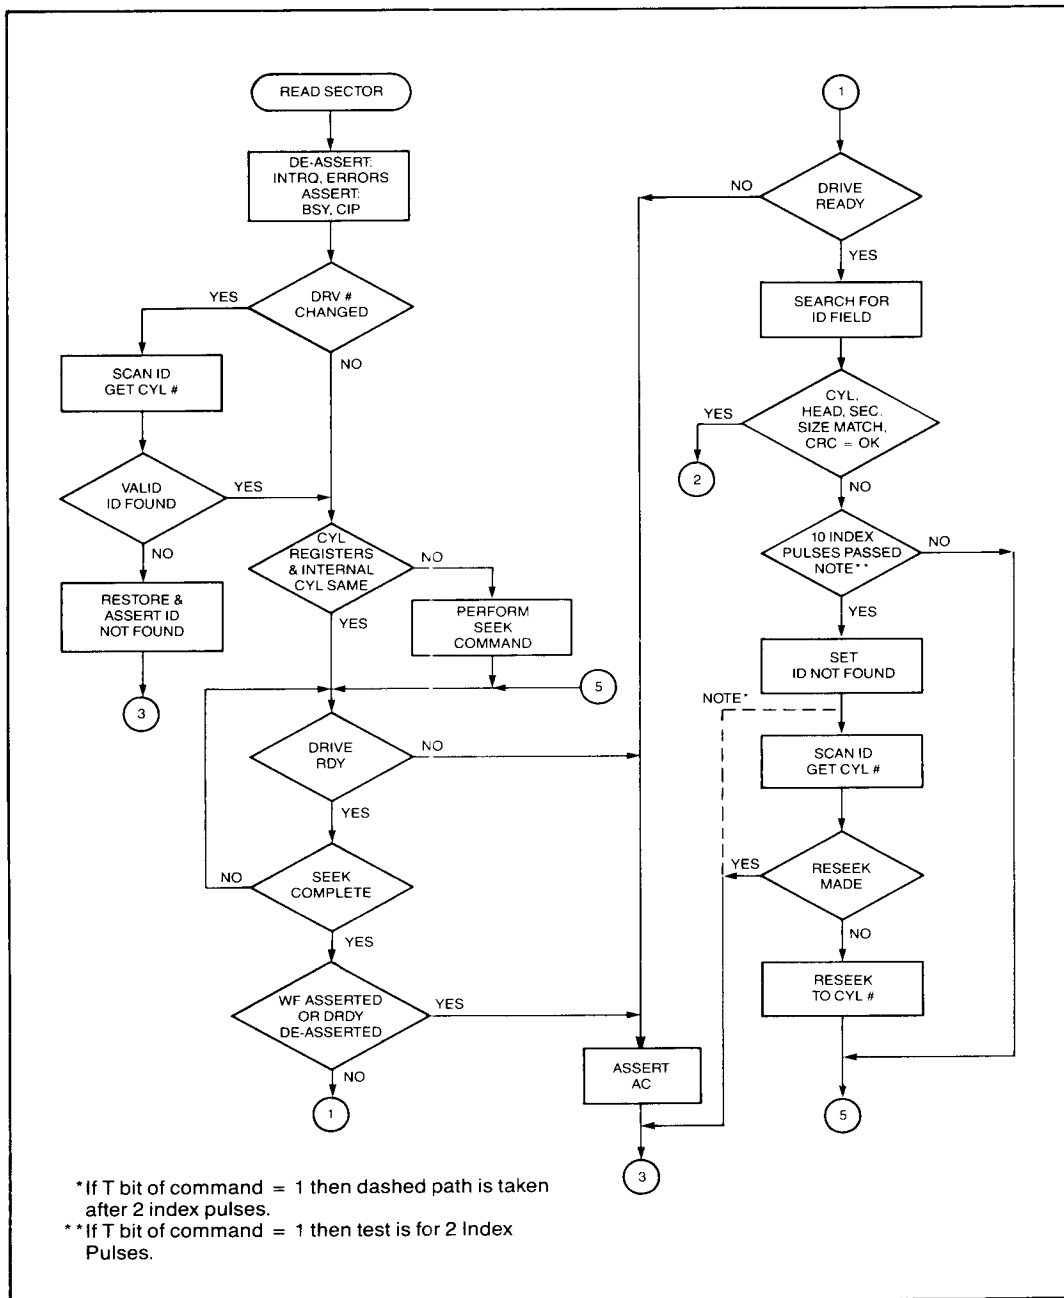 READ SECTOR
DE-ASSERT:
INTRQ, ERRORS
ASSERT:
BSY, CIP
DRV #
CHANGED
YES
NO
SCAN ID
GET CYL #
VALID
ID FOUND
YES
NO
RESTORE &
ASSERT ID
NOT FOUND
3
CYL
REGISTERS
& INTERNAL
CYL SAME
NO
YES
PERFORM
SEEK
COMMAND
5
DRIVE
RDY
NO
YES
SEEK
COMPLETE
NO
YES
WF ASSERTED
OR DRDY
DE-ASSERTED
YES
NO
1
1
DRIVE
READY
NO
YES
SEARCH FOR
ID FIELD
CYL,
HEAD, SEC.
SIZE MATCH,
CRC = OK
YES
2
NO
10 INDEX
PULSES PASSED
NOTE**
NO
YES
SET
ID NOT FOUND
NOTE*
SCAN ID
GET CYL #
RESEEK
MADE
YES
NO
RESEEK
TO CYL #
5
ASSERT
AC
3
*If T bit of command = 1 then dashed path is taken
after 2 index pulses.
**If T bit of command = 1 then test is for 2 Index
Pulses.